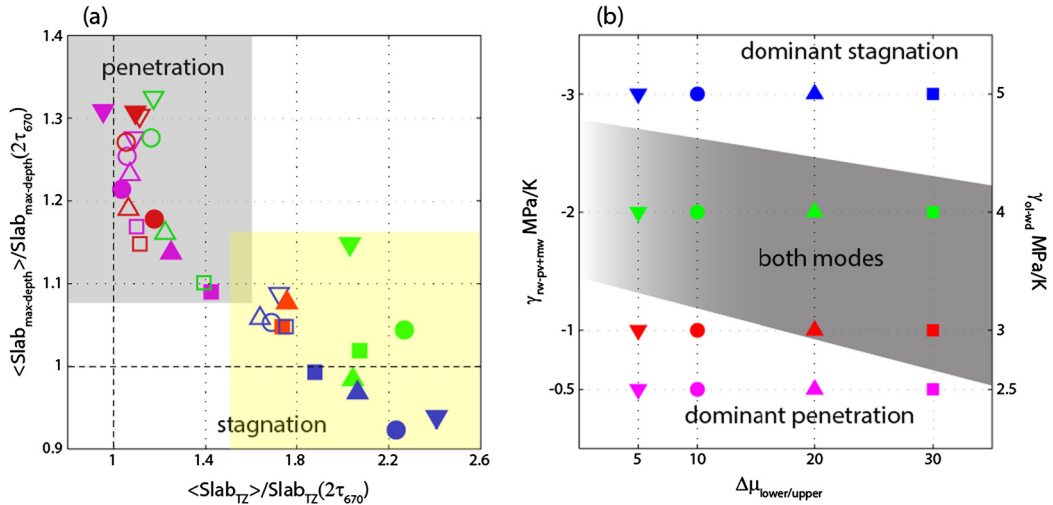 (a)
1.4
1.3
1.2
1.1
1
0.9
<Slab_max-depth>/Slab_max-depth(2τ_670)
penetration
stagnation
1
1.4
1.8
2.2
2.6
<Slab_TZ>/Slab_TZ(2τ_670)
(b)
dominant stagnation
both modes
dominant penetration
-3
-2
-1
-0.5
γ_rw-pv+mw MPa/K
5
4
3
2.5
γ_ol-wd MPa/K
5
10
20
30
Δμ_lower/upper